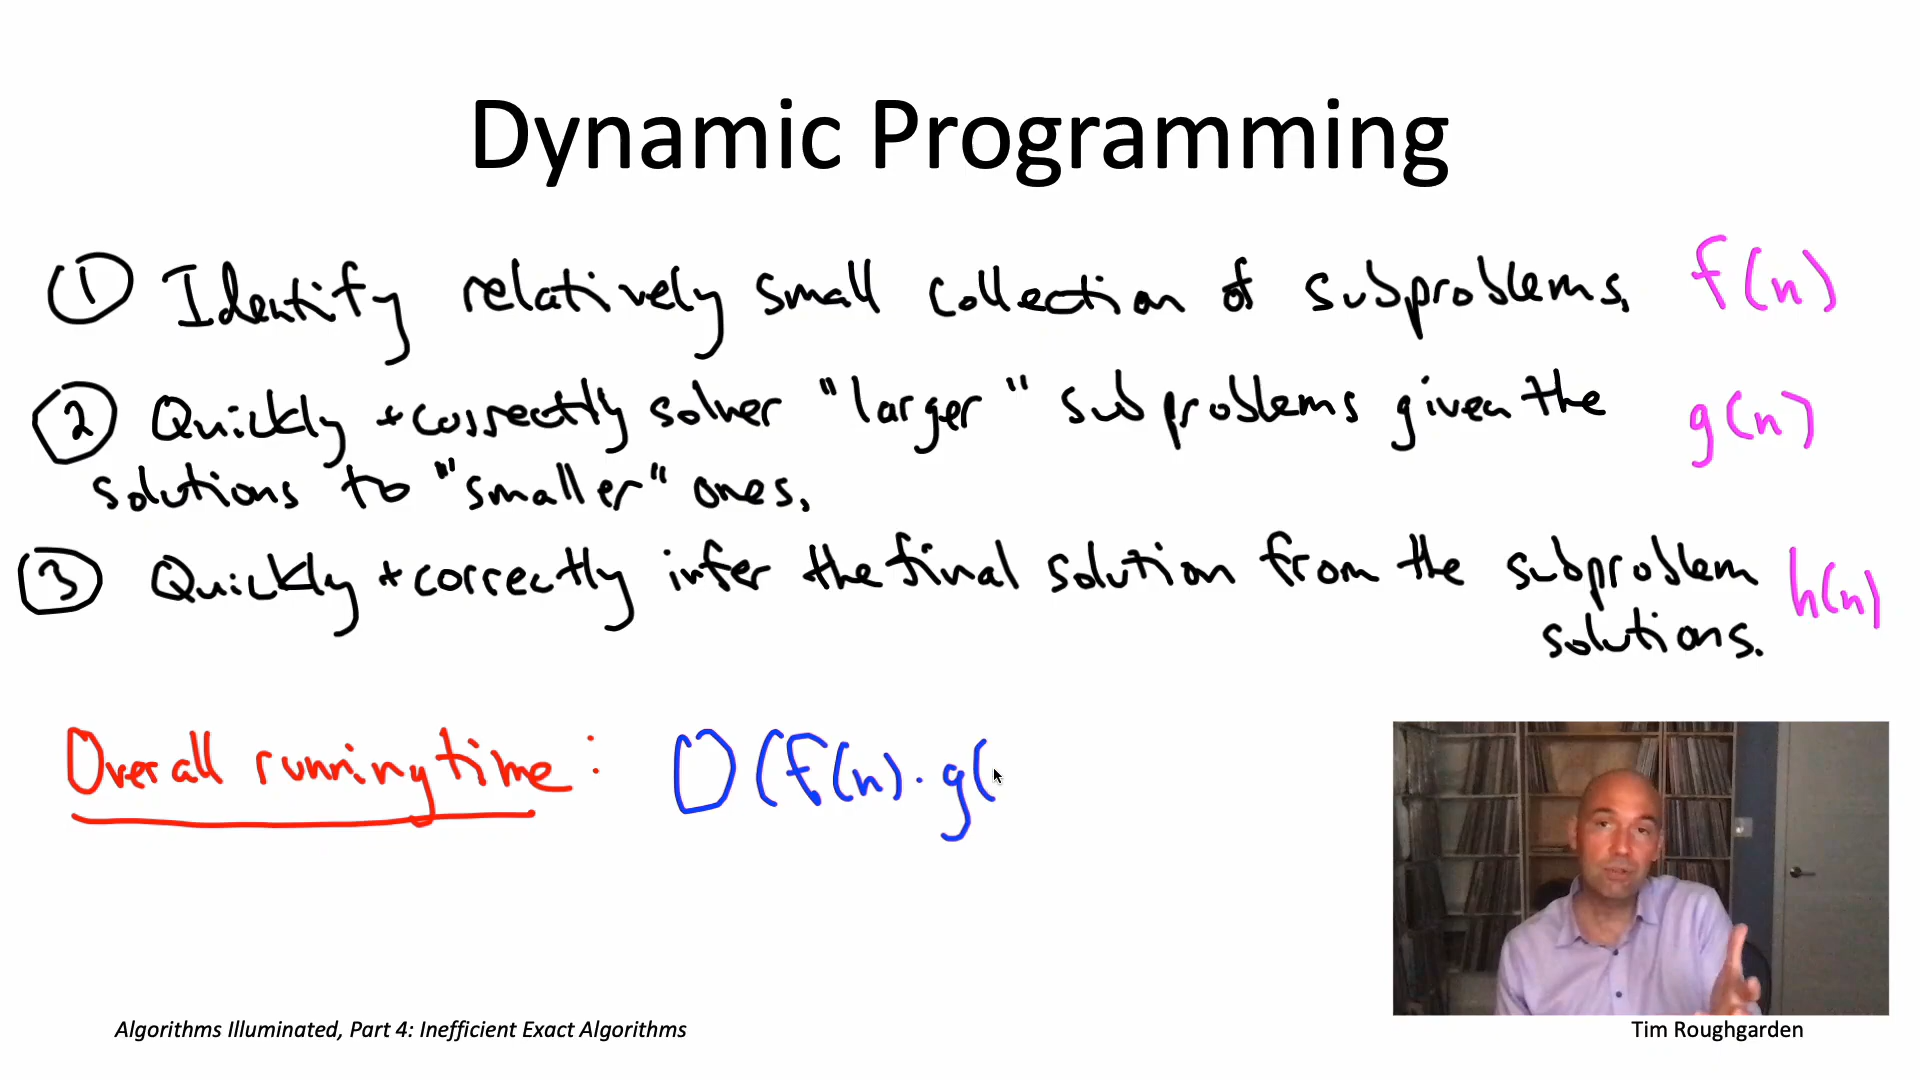 Dynamic Programming
① Identify relatively small collection of subproblems. f(n)
② Quickly + correctly solver "larger" subproblems given the g(n)
solutions to "smaller" ones.
③ Quickly + correctly infer the final solution from the subproblem h(n)
solutions.
Overall running time: O(f(n)·g(
Algorithms Illuminated, Part 4: Inefficient Exact Algorithms
Tim Roughgarden